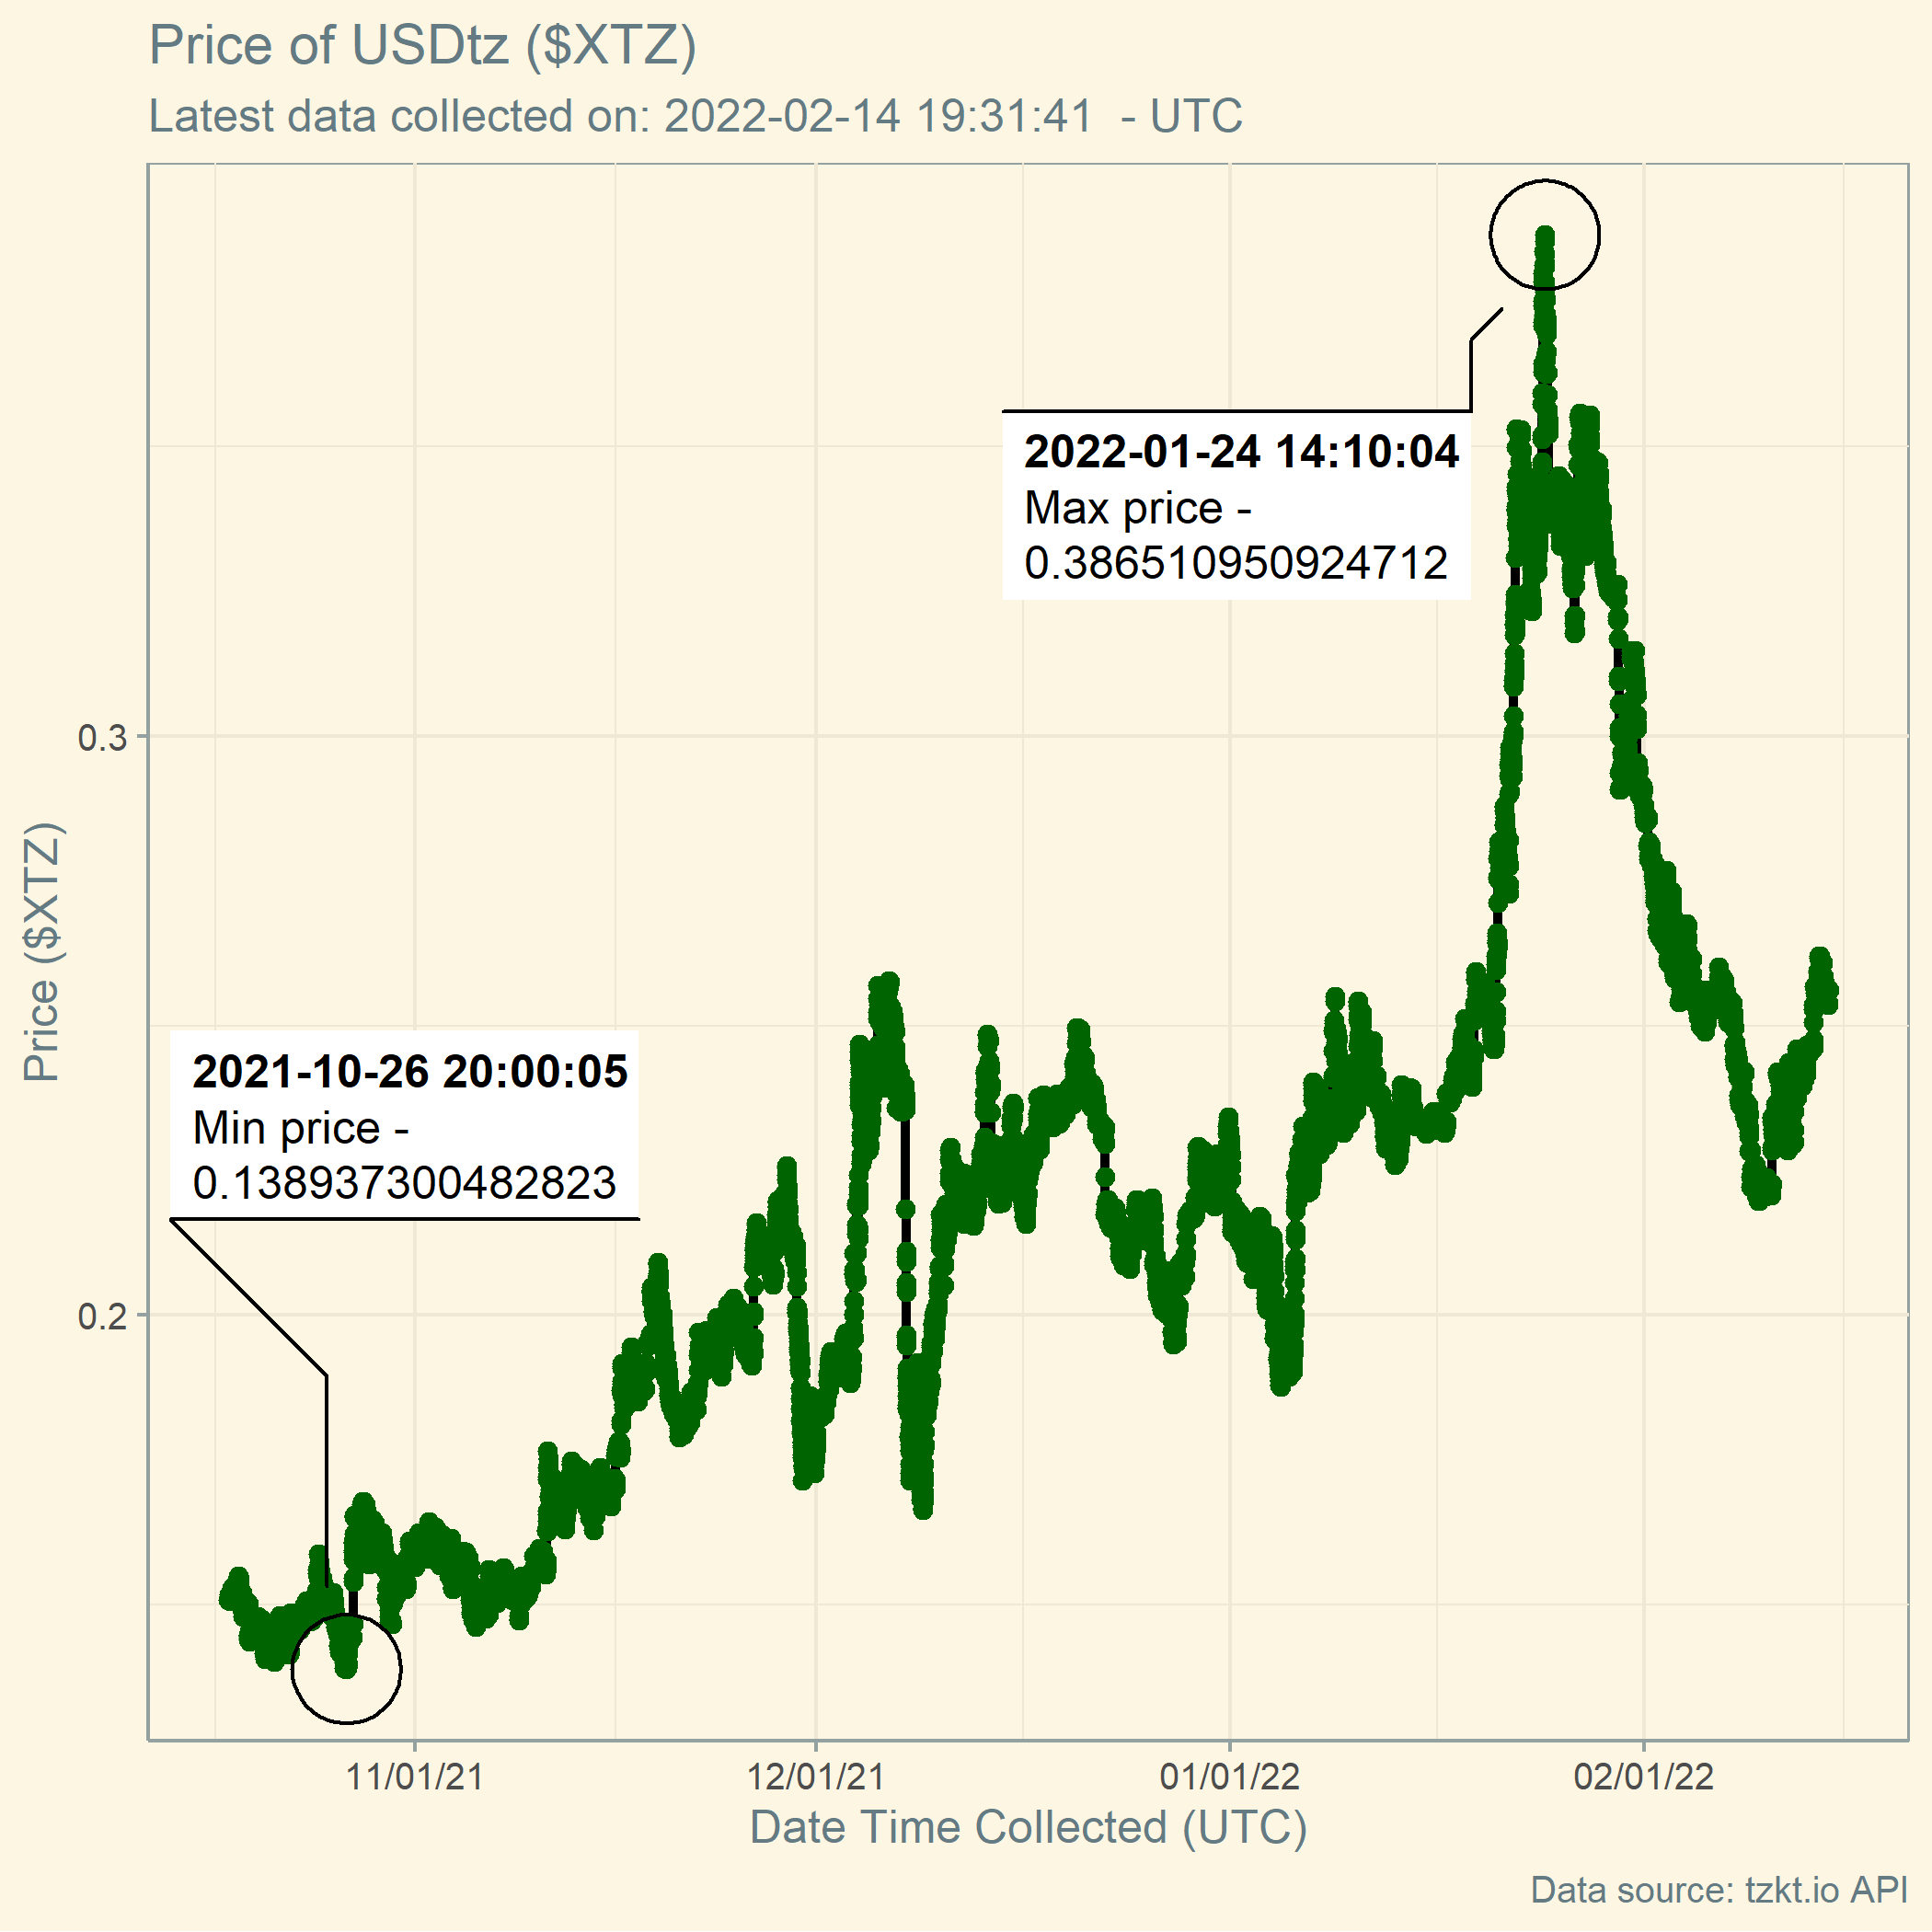 Price of USDtz ($XTZ)
Latest data collected on: 2022-02-14 19:31:41  - UTC
2022-01-24 14:10:04
Max price -
0.386510950924712
0.3
Price ($XTZ)
2021-10-26 20:00:05
Min price -
0.138937300482823
0.2
11/01/21
12/01/21
01/01/22
02/01/22
Date Time Collected (UTC)
Data source: tzkt.io API